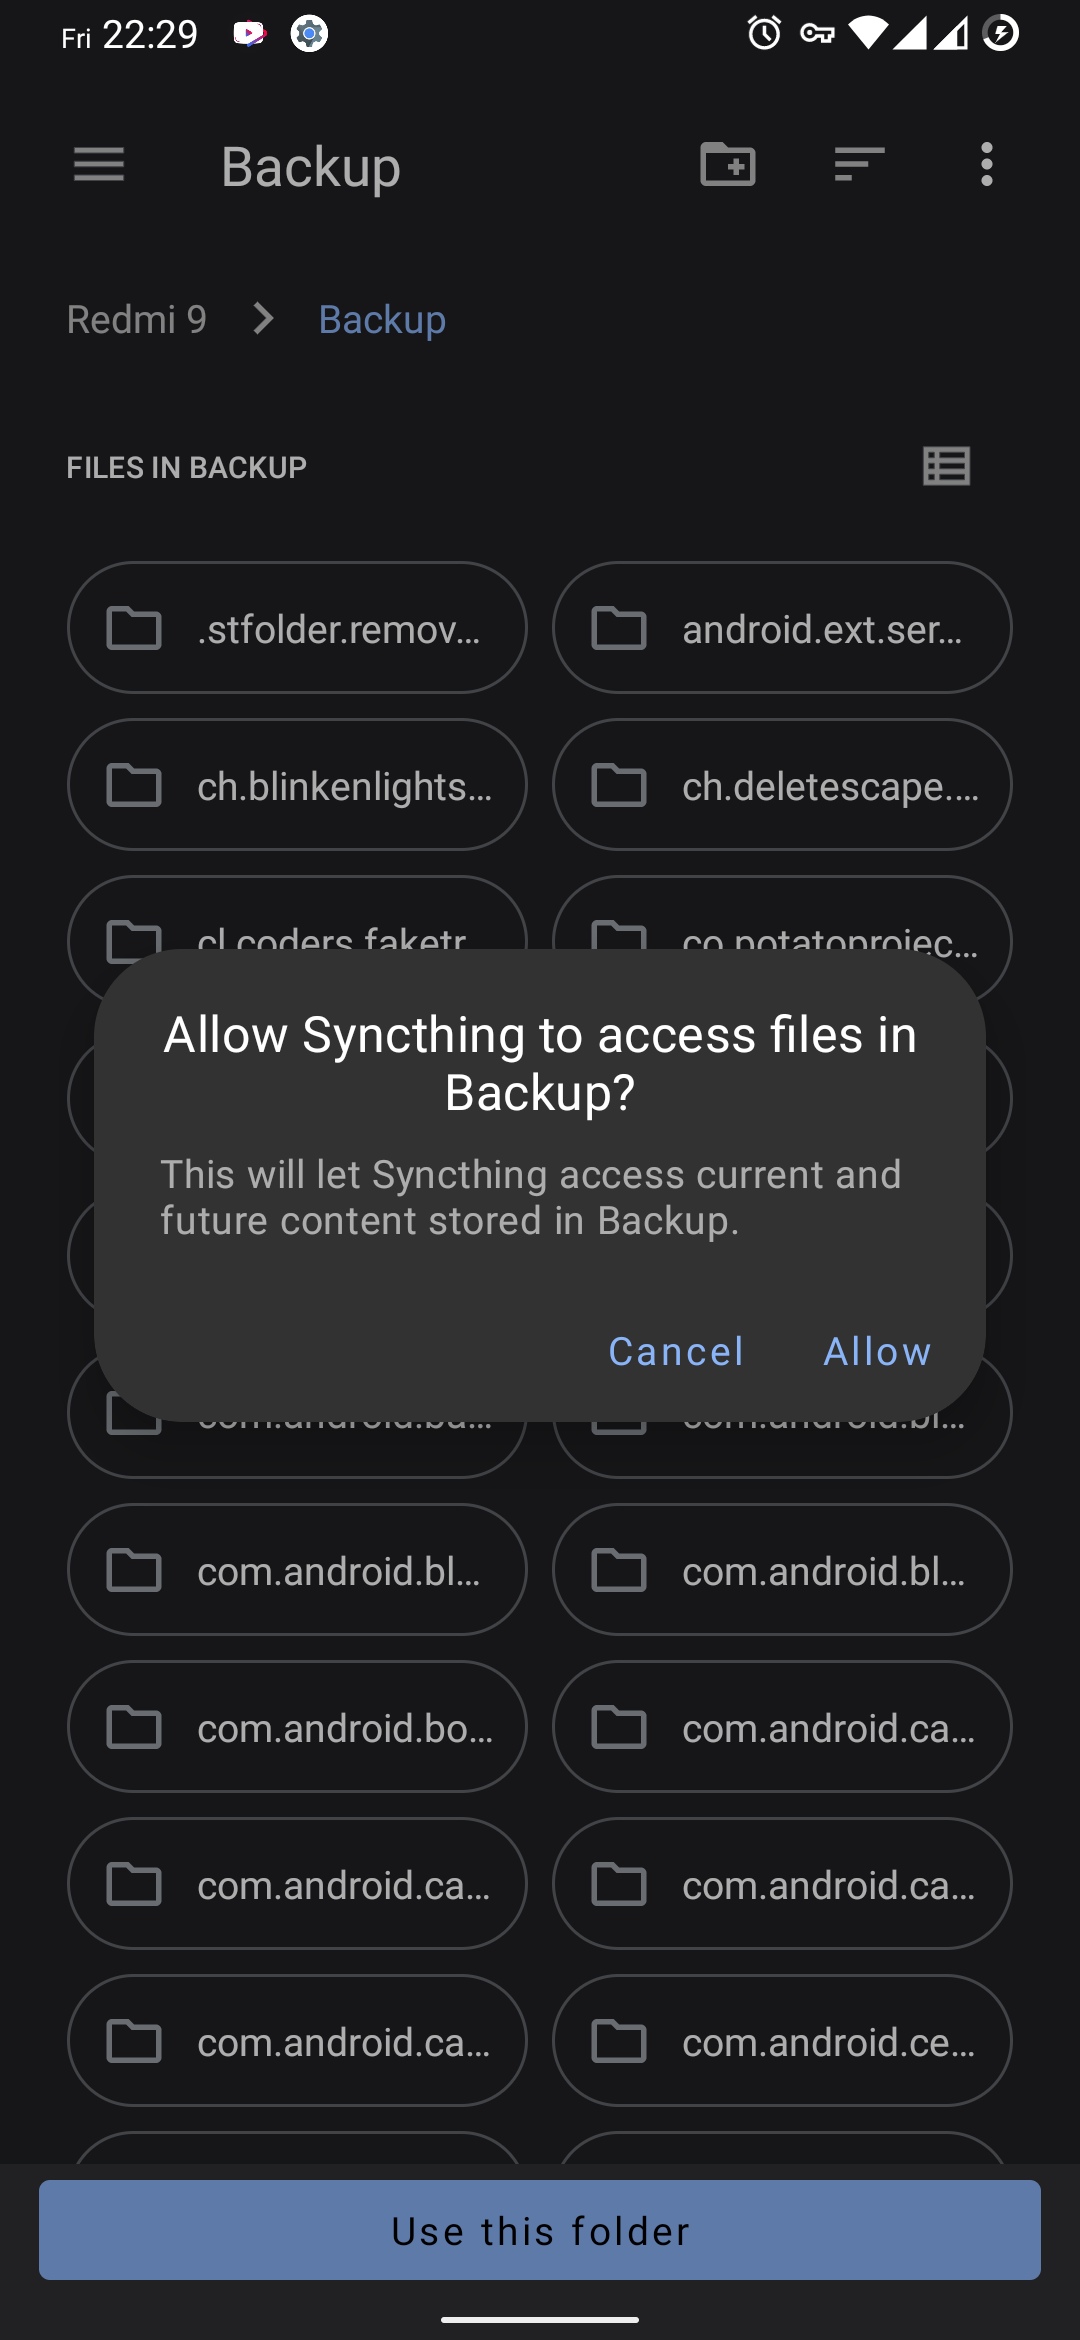 Fri 22:29
Backup
Redmi 9 Backup
FILES IN BACKUP
.stfolder.remov…
android.ext.ser…
ch.blinkenlights…
ch.deletescape.…
cl.coders.faketr
co.potatoprojec…
Allow Syncthing to access files in
Backup?
This will let Syncthing access current and
future content stored in Backup.
Cancel Allow
com.android.ba…
com.android.bl…
com.android.bl…
com.android.bl…
com.android.bo…
com.android.ca…
com.android.ca…
com.android.ca…
com.android.ca…
com.android.ce…
Use this folder